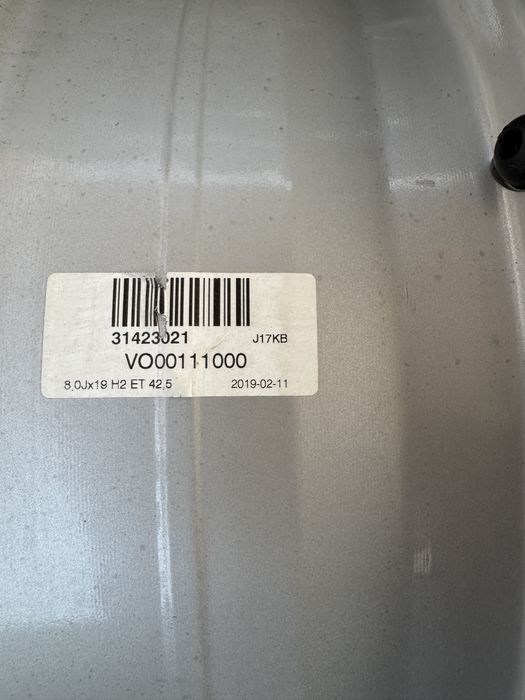 31423021 J17KB
VO00111000
8,0Jx19 H2 ET 42,5 2019-02-11